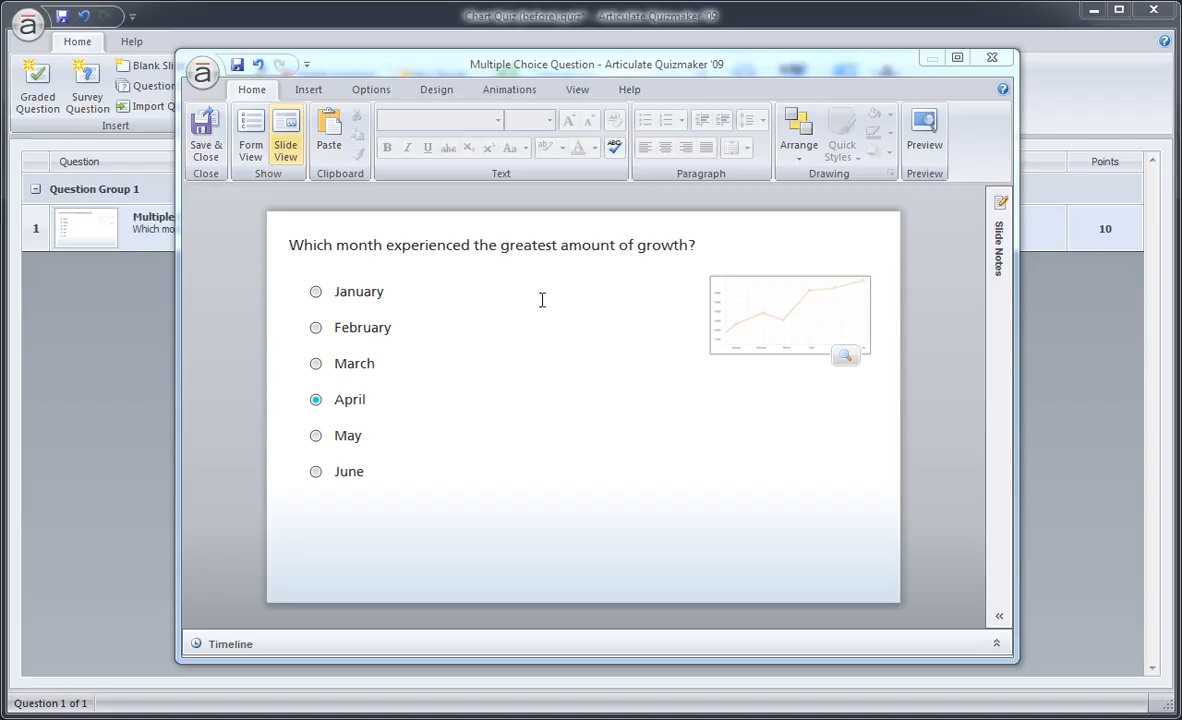 Chart Quiz (before).quiz* - Articulate Quizmaker '09
Home
Help
Graded Question
Survey Question
Blank Sli
Question
Import Q
Insert
Question
Points
Question Group 1
1
Multiple
Which mo
10
Multiple Choice Question - Articulate Quizmaker '09
Home
Insert
Options
Design
Animations
View
Help
Save & Close
Form View
Slide View
Paste
Arrange
Quick Styles
Preview
Close
Show
Clipboard
Text
Paragraph
Drawing
Preview
Which month experienced the greatest amount of growth?
January
February
March
April
May
June
Slide Notes
Timeline
Question 1 of 1